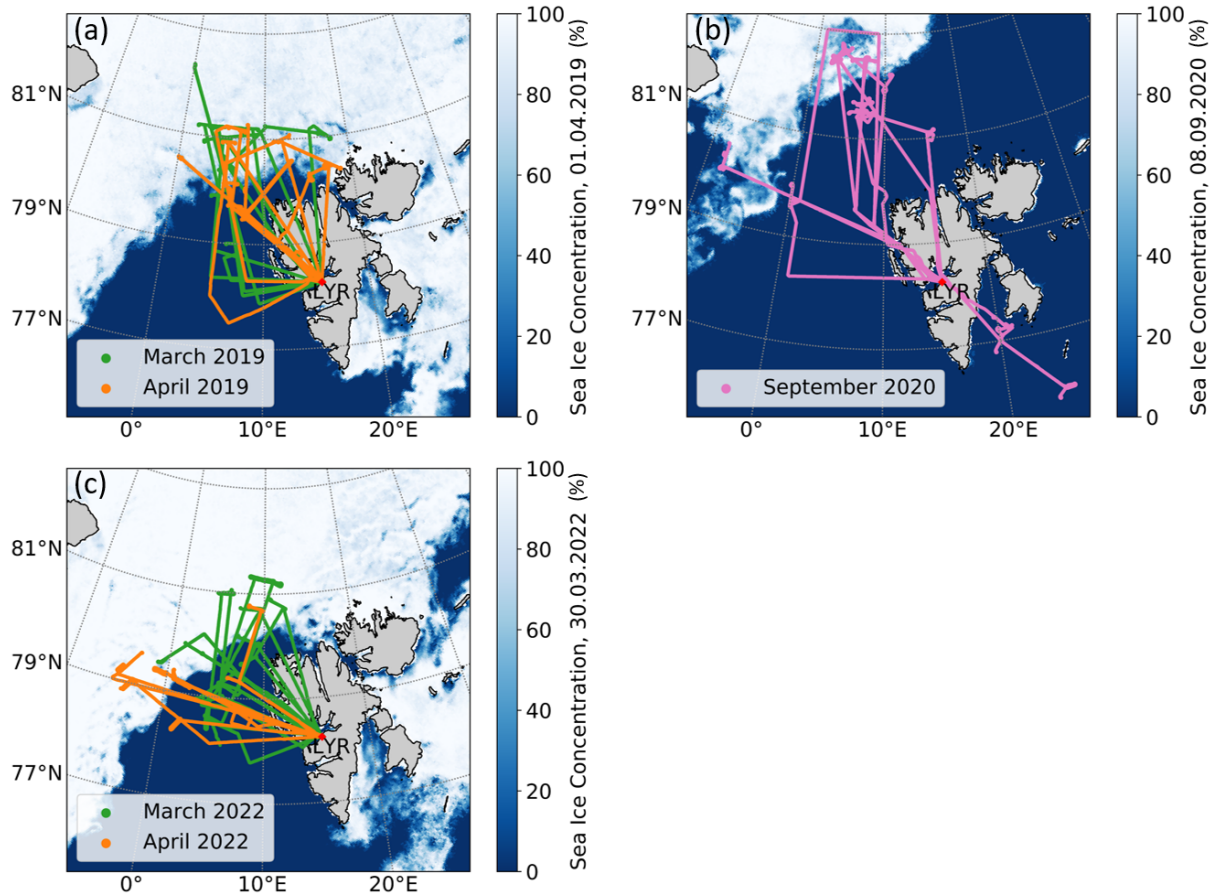 (a)
100
80
60
40
20
0
Sea Ice Concentration, 01.04.2019 (%)
81°N
79°N
77°N
LYR
March 2019
April 2019
0°
10°E
20°E
(b)
100
80
60
40
20
0
Sea Ice Concentration, 08.09.2020 (%)
81°N
79°N
77°N
LYR
September 2020
0°
10°E
20°E
(c)
100
80
60
40
20
0
Sea Ice Concentration, 30.03.2022 (%)
81°N
79°N
77°N
LYR
March 2022
April 2022
0°
10°E
20°E